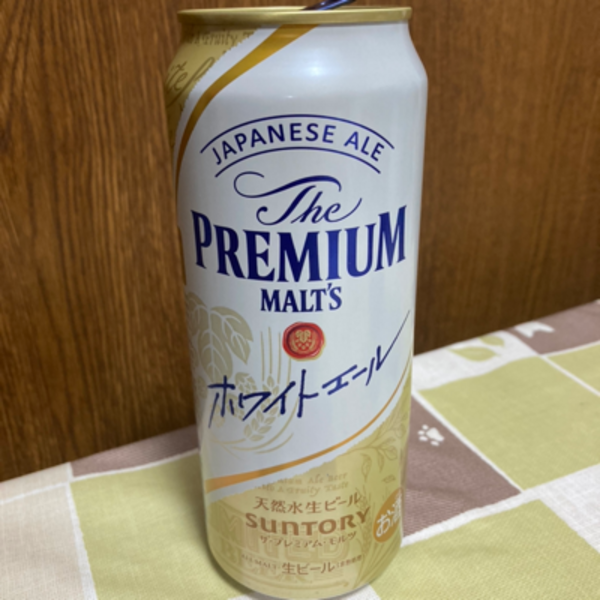 JAPANESE ALE
The
PREMIUM
MALT'S
ホワイトエール
天然水生ビール
SUNTORY
ザ・プレミアム・モルツ
生ビール
お酒